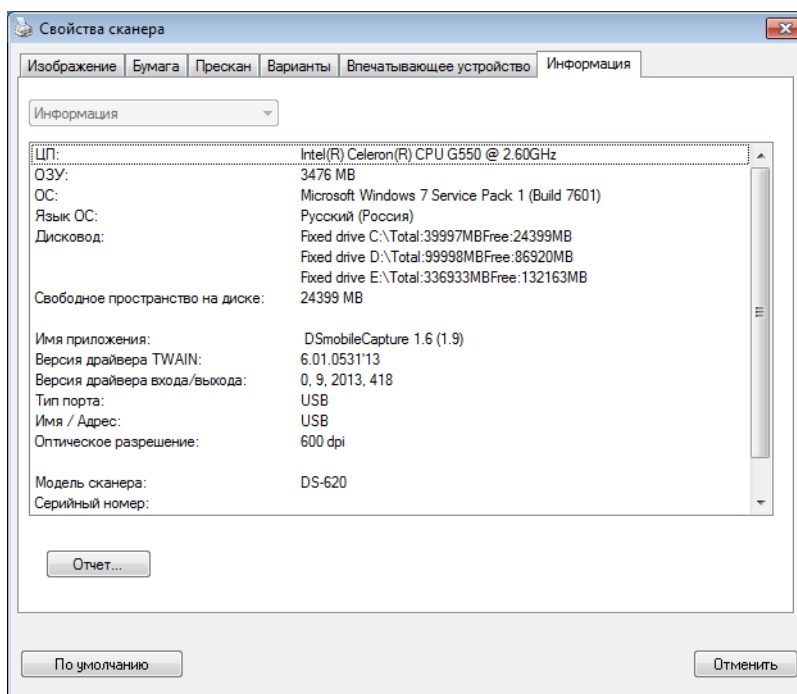 Свойства сканера
Изображение Бумага Прескан Варианты Впечатывающее устройство Информация
Информация
ЦП: Intel(R) Celeron(R) CPU G550 @ 2.60GHz
ОЗУ: 3476 MB
ОС: Microsoft Windows 7 Service Pack 1 (Build 7601)
Язык ОС: Русский (Россия)
Дисковод: Fixed drive C:\Total:39997MBFree:24399MB
Fixed drive D:\Total:99998MBFree:86920MB
Fixed drive E:\Total:336933MBFree:132163MB
Свободное пространство на диске: 24399 MB
Имя приложения: DSmobileCapture 1.6 (1.9)
Версия драйвера TWAIN: 6.01.0531'13
Версия драйвера входа/выхода: 0, 9, 2013, 418
Тип порта: USB
Имя / Адрес: USB
Оптическое разрешение: 600 dpi
Модель сканера: DS-620
Серийный номер:
Отчет...
По умолчанию Отменить